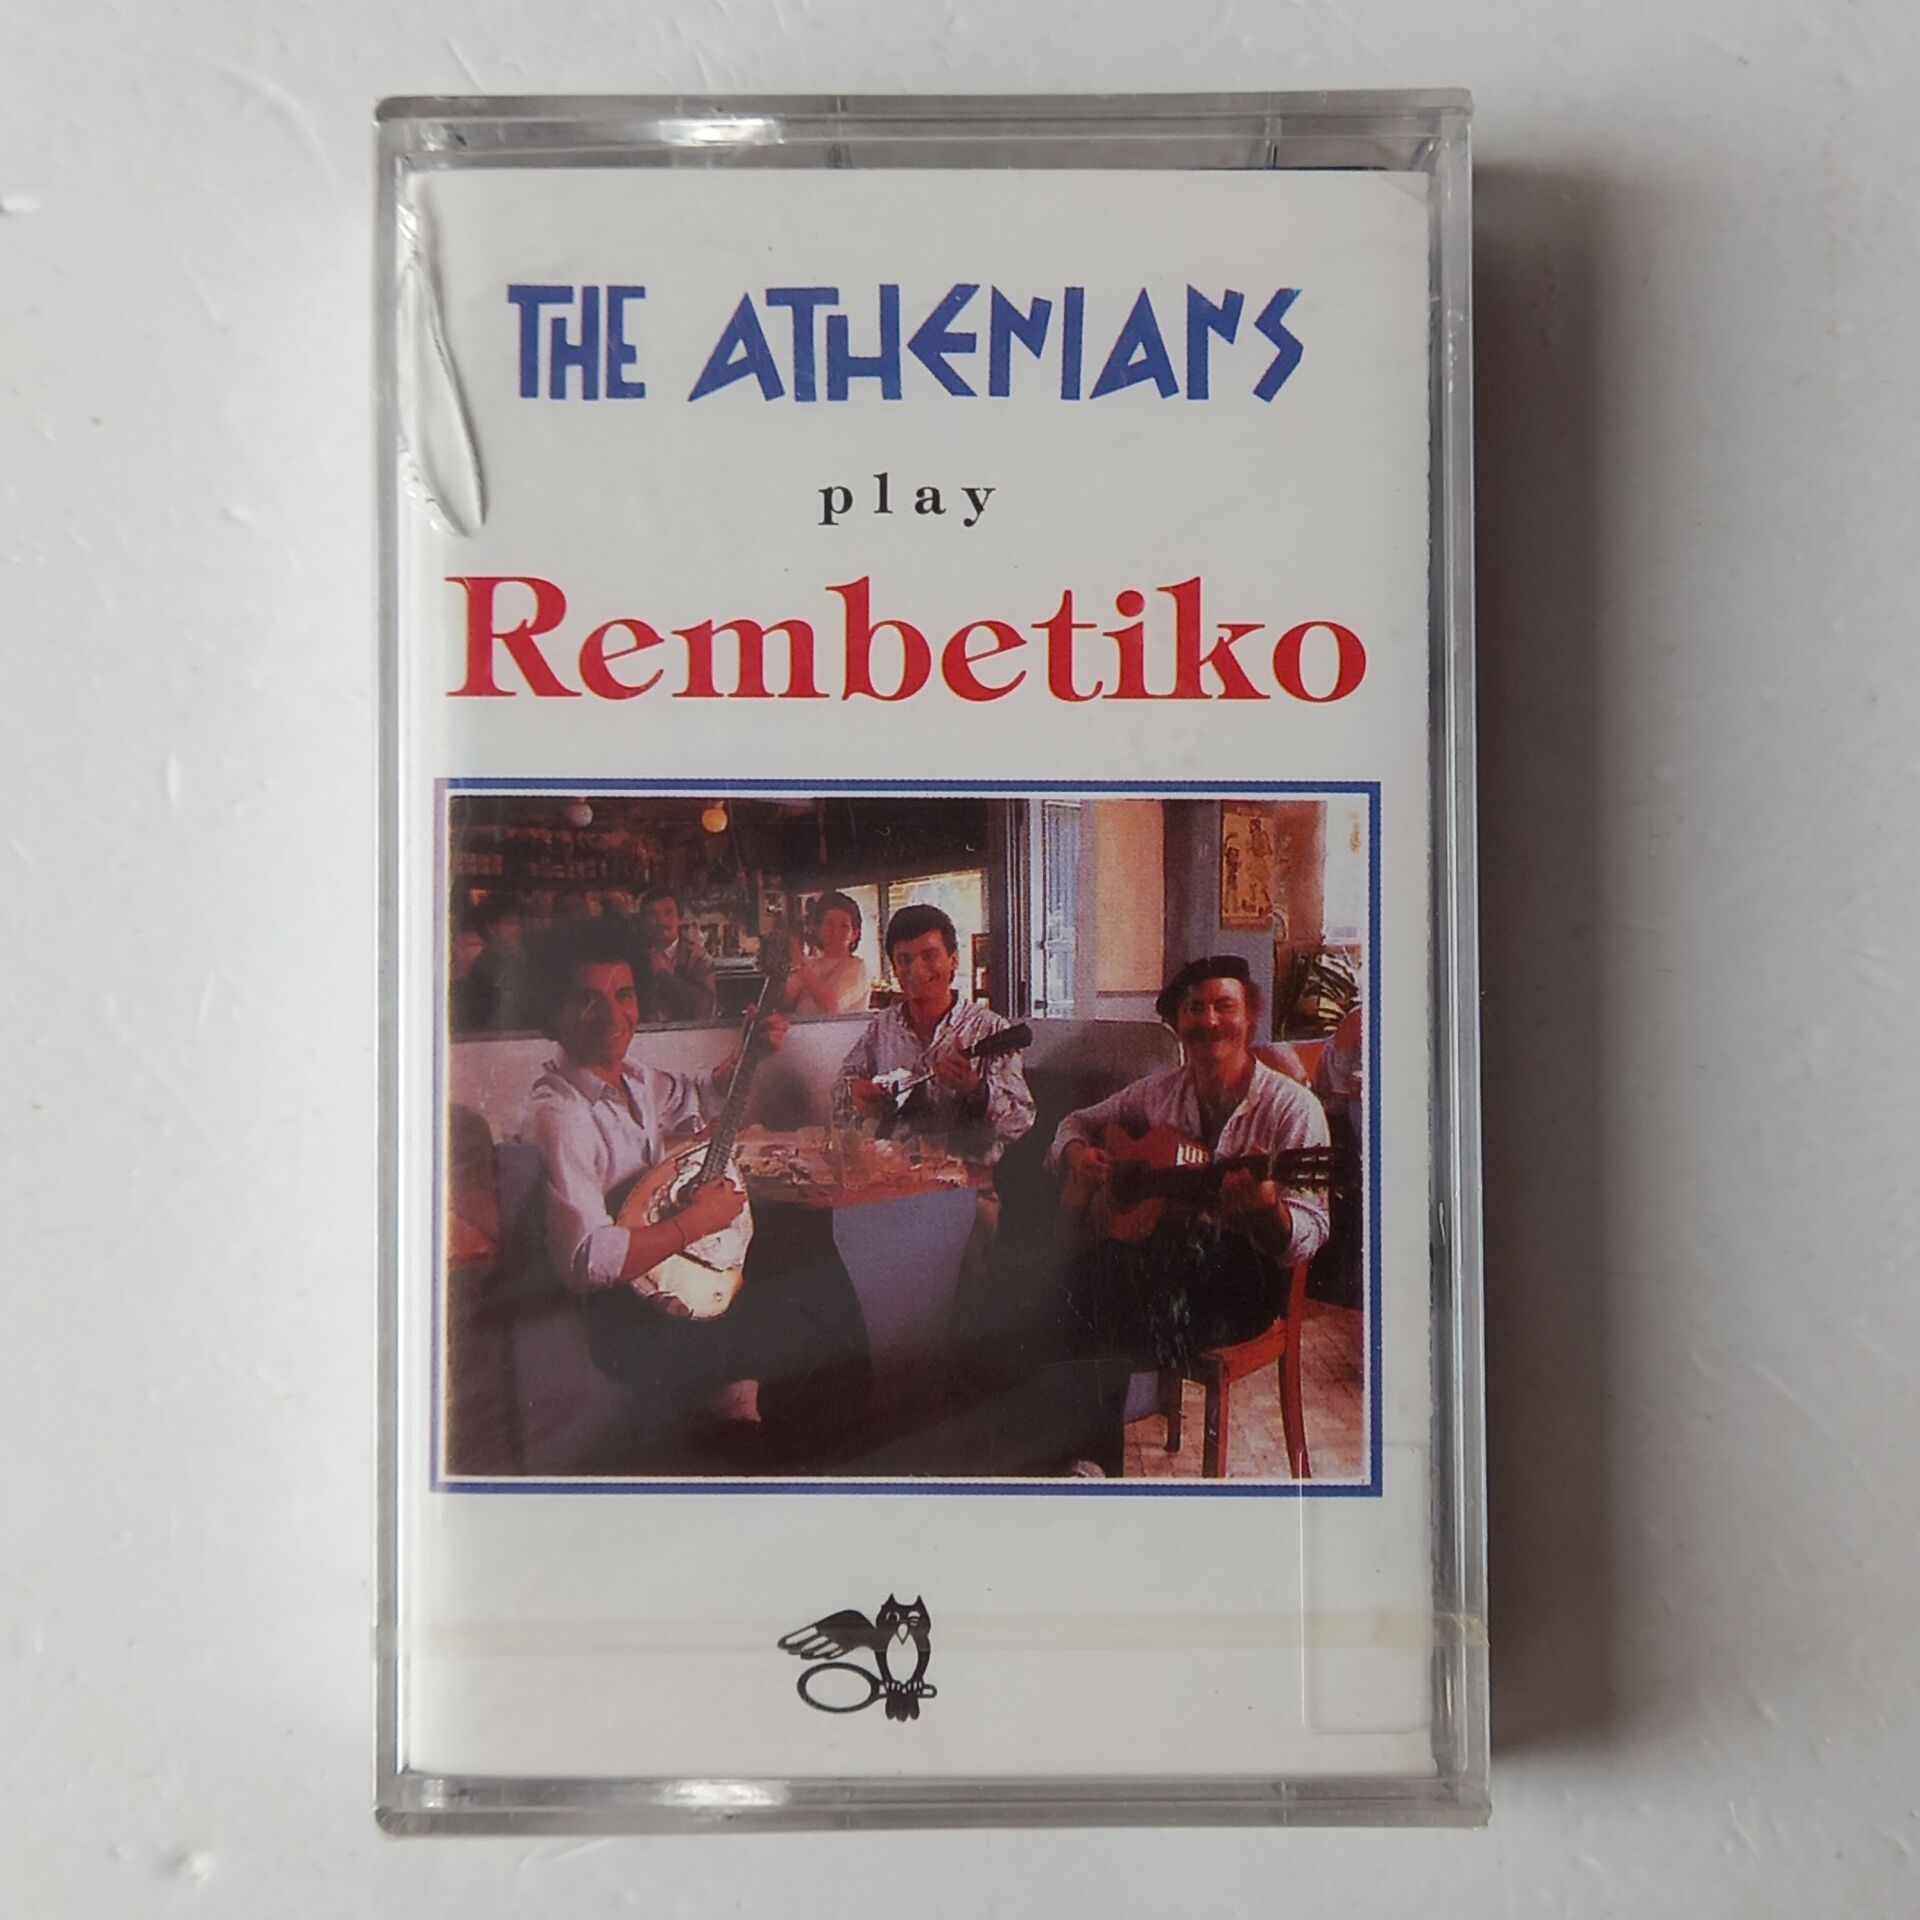 THE ATHENIANS
play
Rembetiko